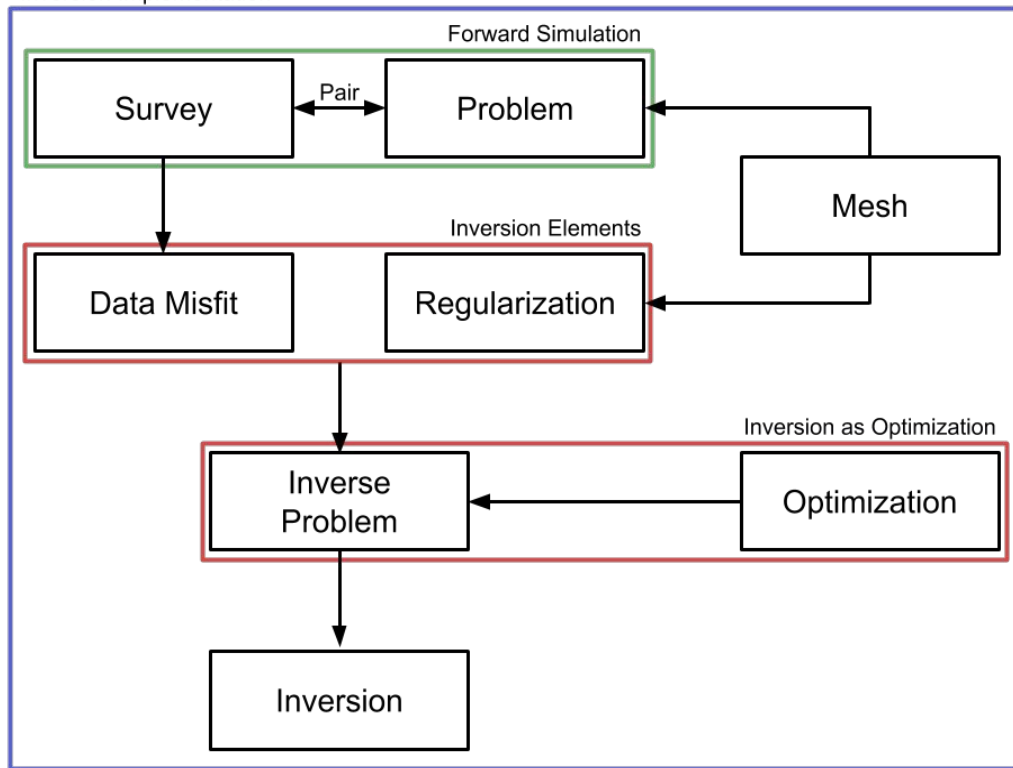 Forward Simulation
Survey
Pair
Problem
Mesh
Inversion Elements
Data Misfit
Regularization
Inversion as Optimization
Inverse
Problem
Optimization
Inversion